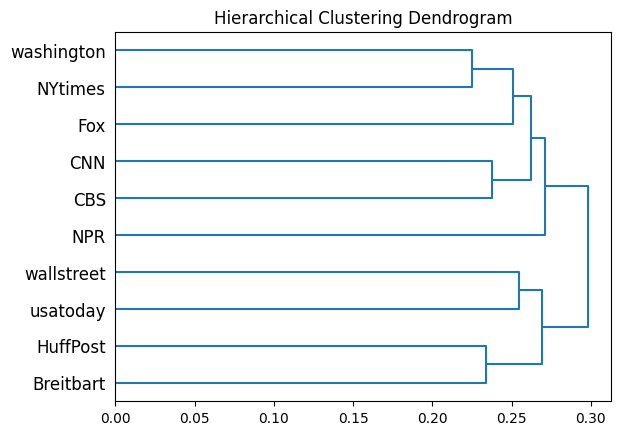 Hierarchical Clustering Dendrogram
washington
NYtimes
Fox
CNN
CBS
NPR
wallstreet
usatoday
HuffPost
Breitbart
0.00 0.05 0.10 0.15 0.20 0.25 0.30